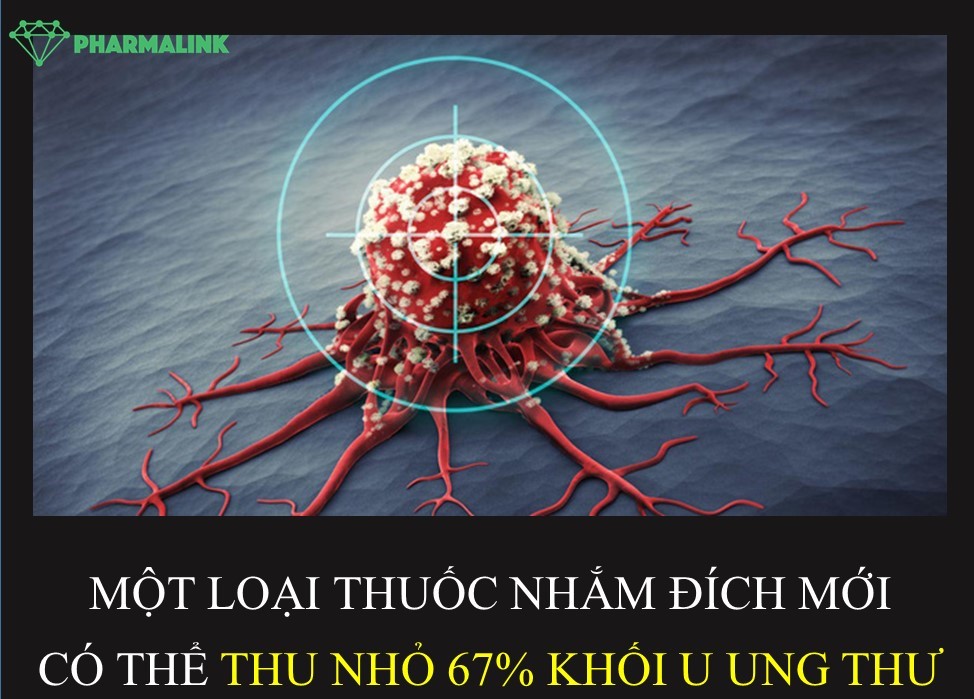 PHARMALINK
MỘT LOẠI THUỐC NHẮM ĐÍCH MỚI
CÓ THỂ THU NHỎ 67% KHỐI U UNG THƯ